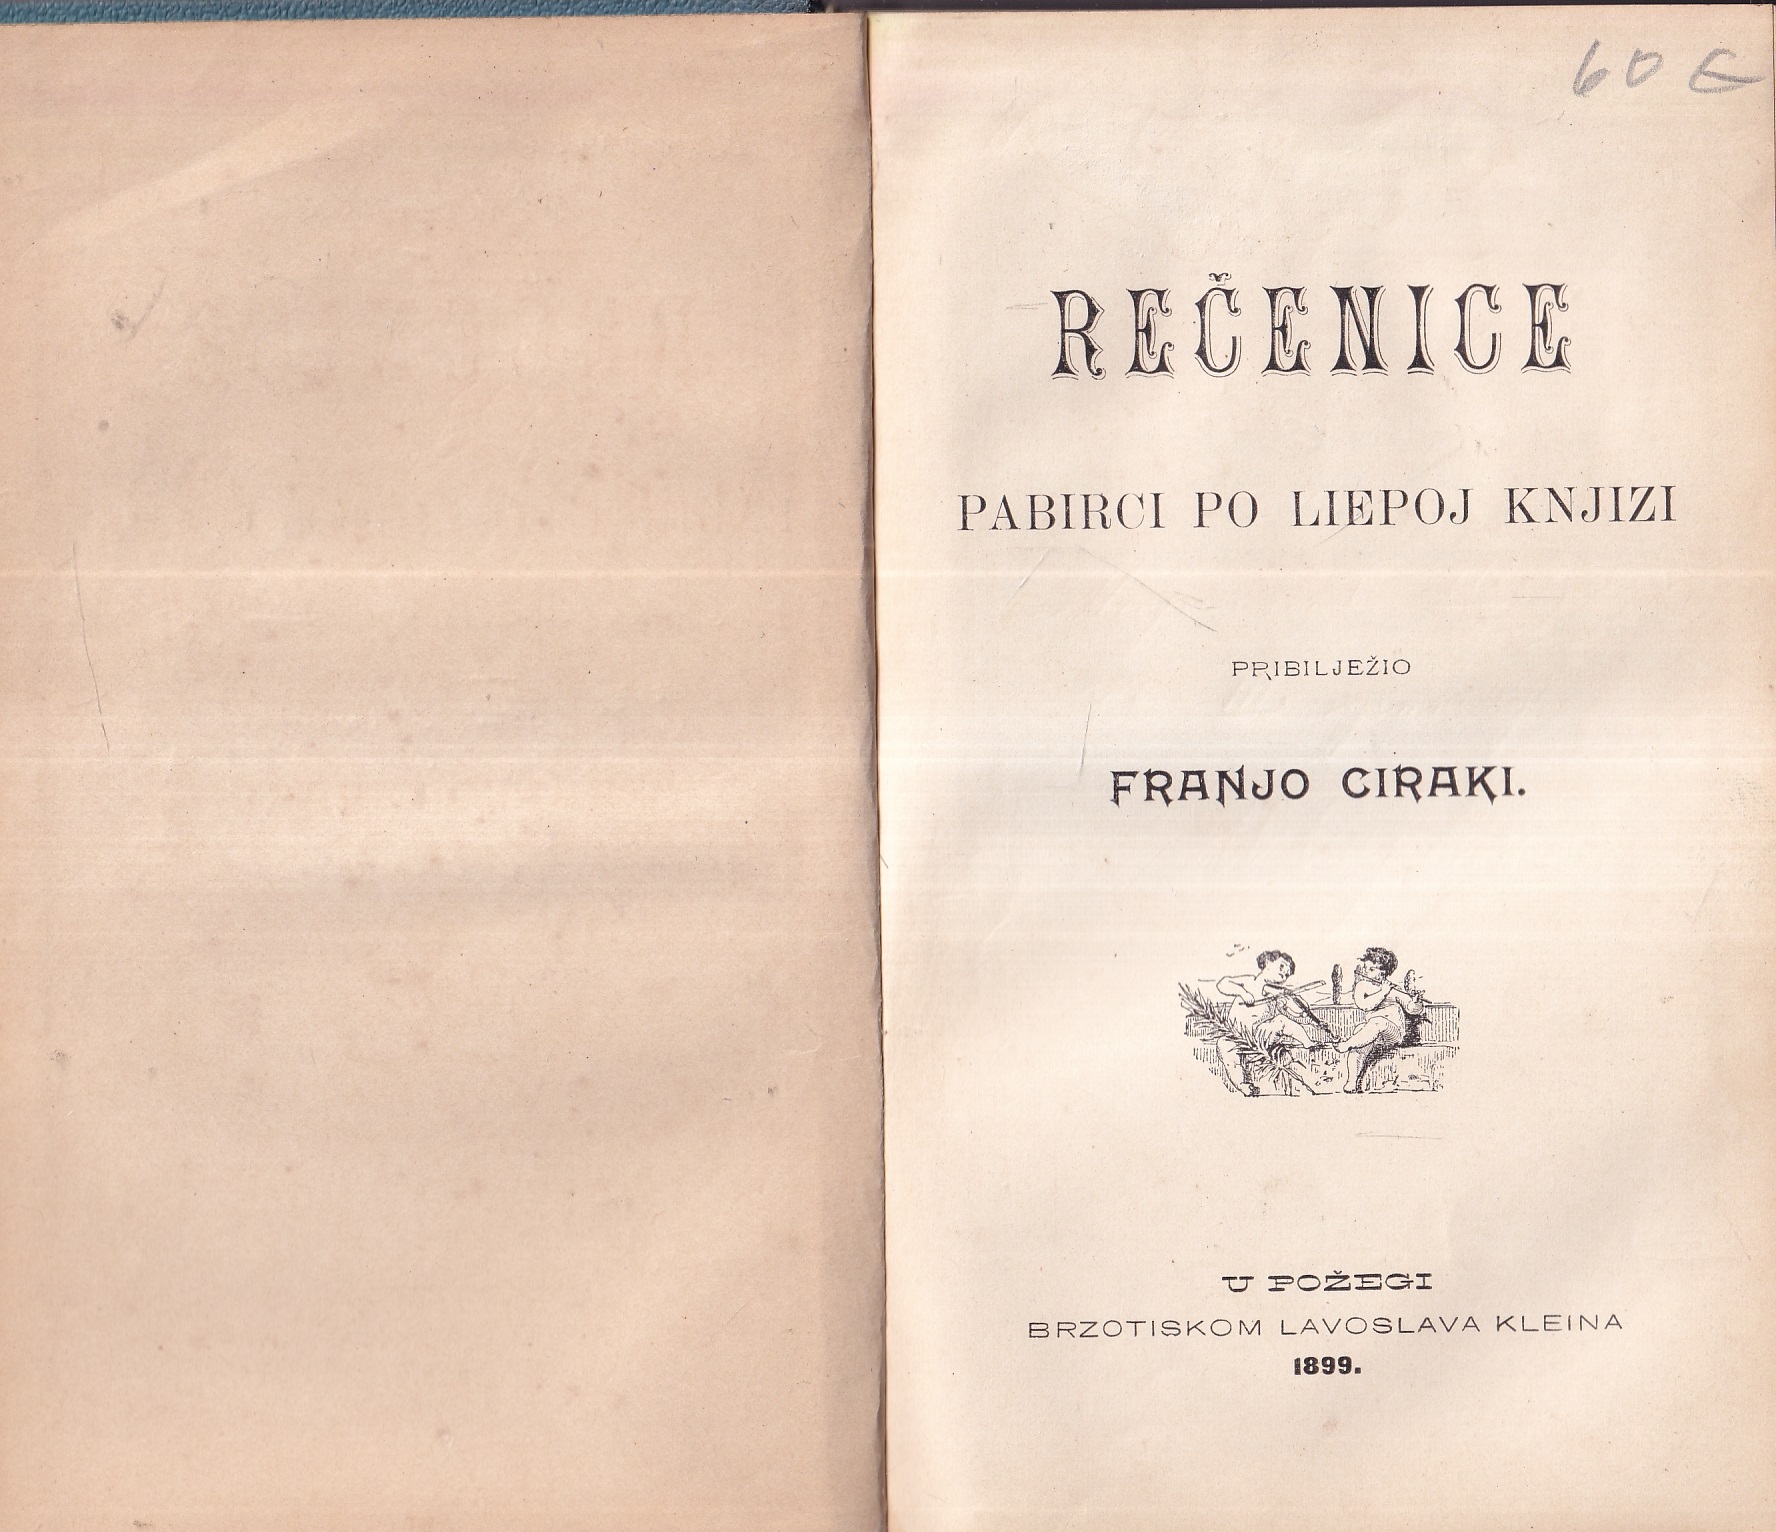 60 €
REČENICE
PABIRCI PO LIEPOJ KNJIZI
PRIBILJEŽIO
FRANJO CIRAKI.
U POŽEGI
BRZOTISKOM LAVOSLAVA KLEINA
1899.